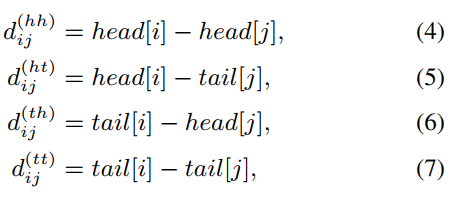 d_{ij}^{(hh)} = head[i] − head[j], (4)
d_{ij}^{(ht)} = head[i] − tail[j], (5)
d_{ij}^{(th)} = tail[i] − head[j], (6)
d_{ij}^{(tt)} = tail[i] − tail[j], (7)